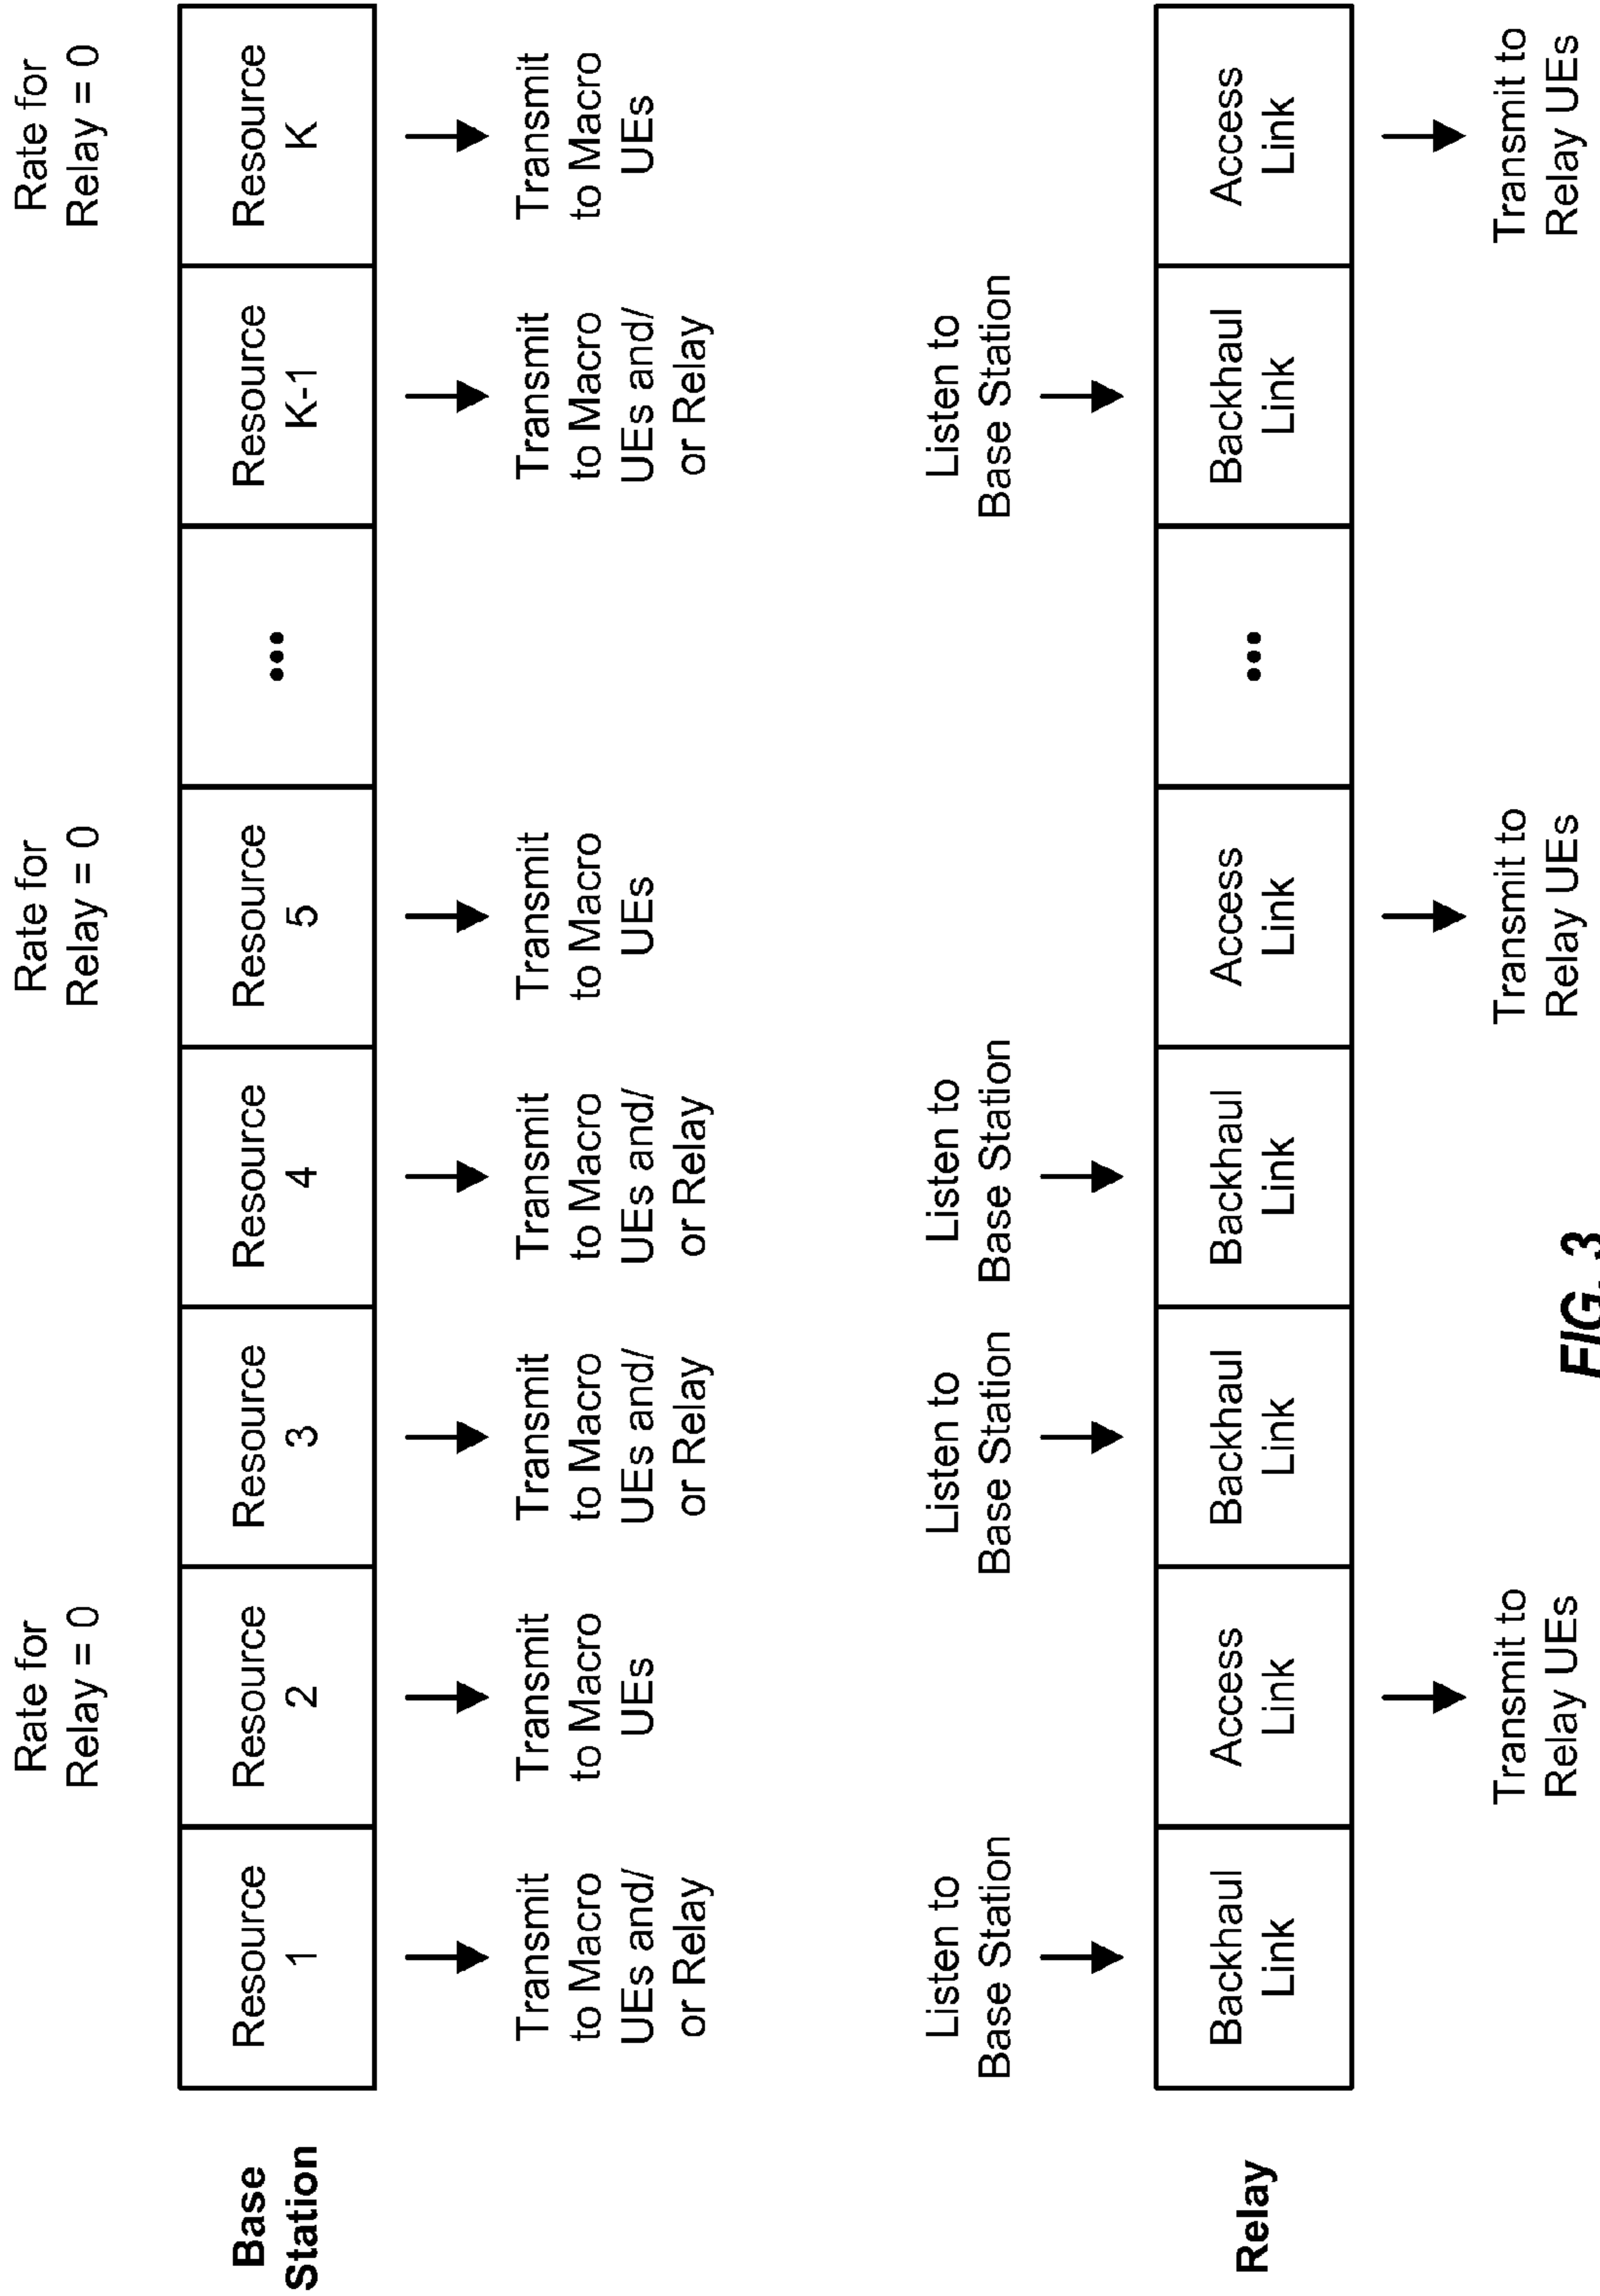 Rate for
Relay = 0
Rate for
Relay = 0
Rate for
Relay = 0
Base
Station
Resource
1
Resource
2
Resource
3
Resource
4
Resource
5
...
Resource
K-1
Resource
K
Transmit
to Macro
UEs and/
or Relay
Transmit
to Macro
UEs
Transmit
to Macro
UEs and/
or Relay
Transmit
to Macro
UEs and/
or Relay
Transmit
to Macro
UEs
Transmit
to Macro
UEs and/
or Relay
Transmit
to Macro
UEs
Listen to
Base Station
Listen to
Base Station
Listen to
Base Station
Listen to
Base Station
Relay
Backhaul
Link
Access
Link
Backhaul
Link
Backhaul
Link
Access
Link
...
Backhaul
Link
Access
Link
Transmit to
Relay UEs
Transmit to
Relay UEs
Transmit to
Relay UEs
FIG. 3